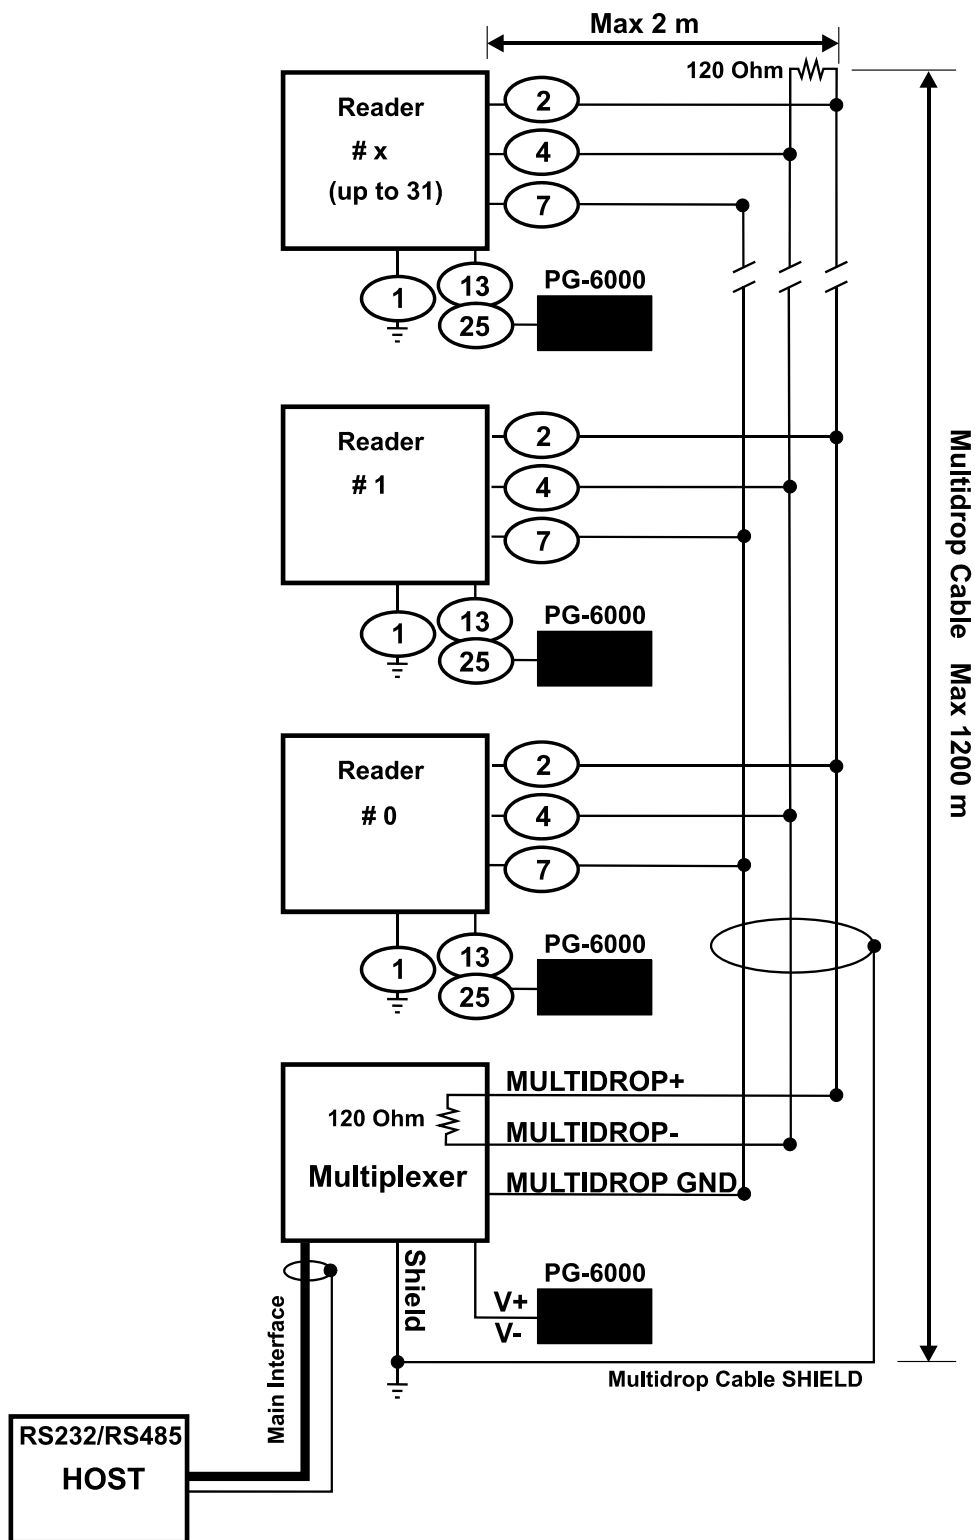 Max 2 m
120 Ohm
Reader
# x
(up to 31)
2
4
7
1
13
25
PG-6000
Reader
# 1
2
4
7
1
13
25
PG-6000
Reader
# 0
2
4
7
1
13
25
PG-6000
Multidrop Cable Max 1200 m
120 Ohm
Multiplexer
MULTIDROP+
MULTIDROP-
MULTIDROP GND
Shield
Main Interface
V+
V-
PG-6000
Multidrop Cable SHIELD
RS232/RS485
HOST